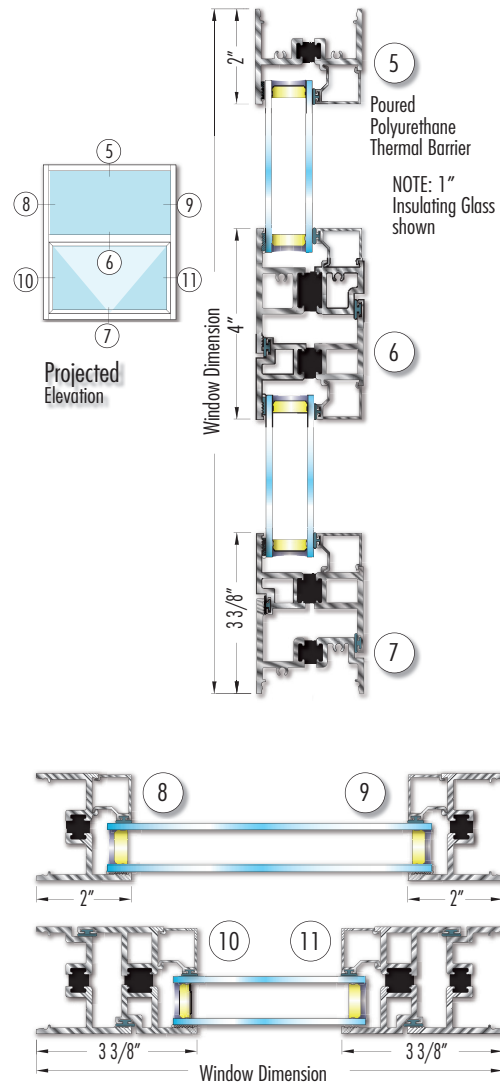 2"
5
Poured
Polyurethane
Thermal Barrier
NOTE: 1"
Insulating Glass
shown
5
8
9
6
10
11
7
Projected
Elevation
Window Dimension
4"
6
3 3/8"
7
8
9
2"
2"
10
11
3 3/8"
3 3/8"
Window Dimension